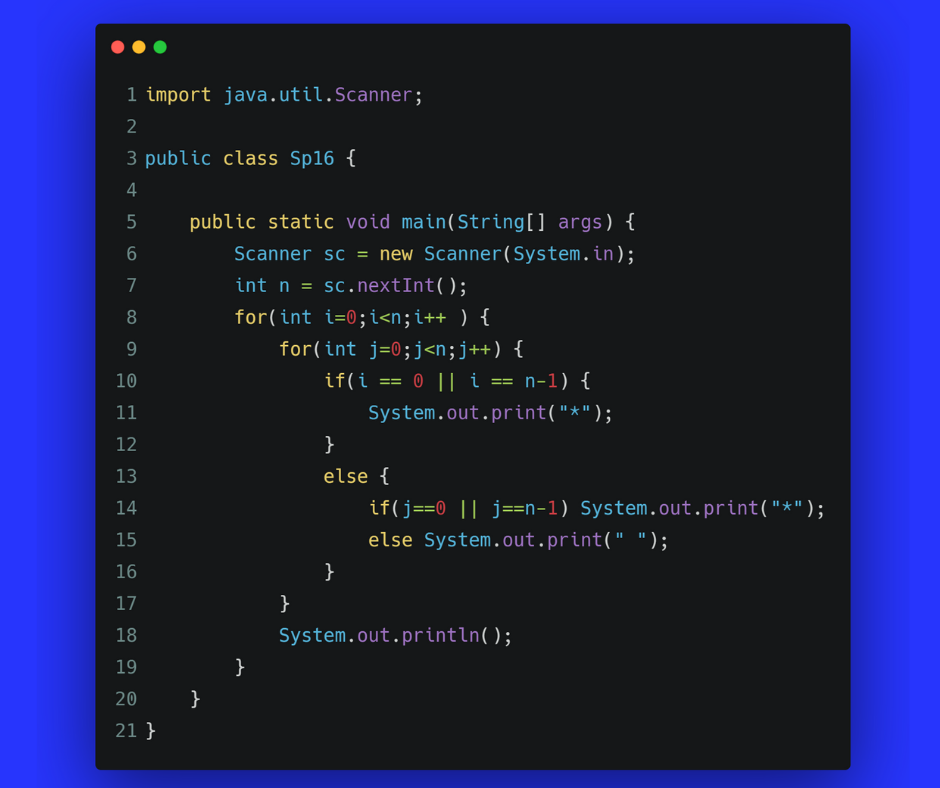 1 import java.util.Scanner;
2
3 public class Sp16 {
4
5     public static void main(String[] args) {
6         Scanner sc = new Scanner(System.in);
7         int n = sc.nextInt();
8         for(int i=0;i<n;i++ ) {
9             for(int j=0;j<n;j++) {
10                 if(i == 0 || i == n-1) {
11                     System.out.print("*");
12                 }
13                 else {
14                     if(j==0 || j==n-1) System.out.print("*");
15                     else System.out.print(" ");
16                 }
17             }
18             System.out.println();
19         }
20     }
21 }